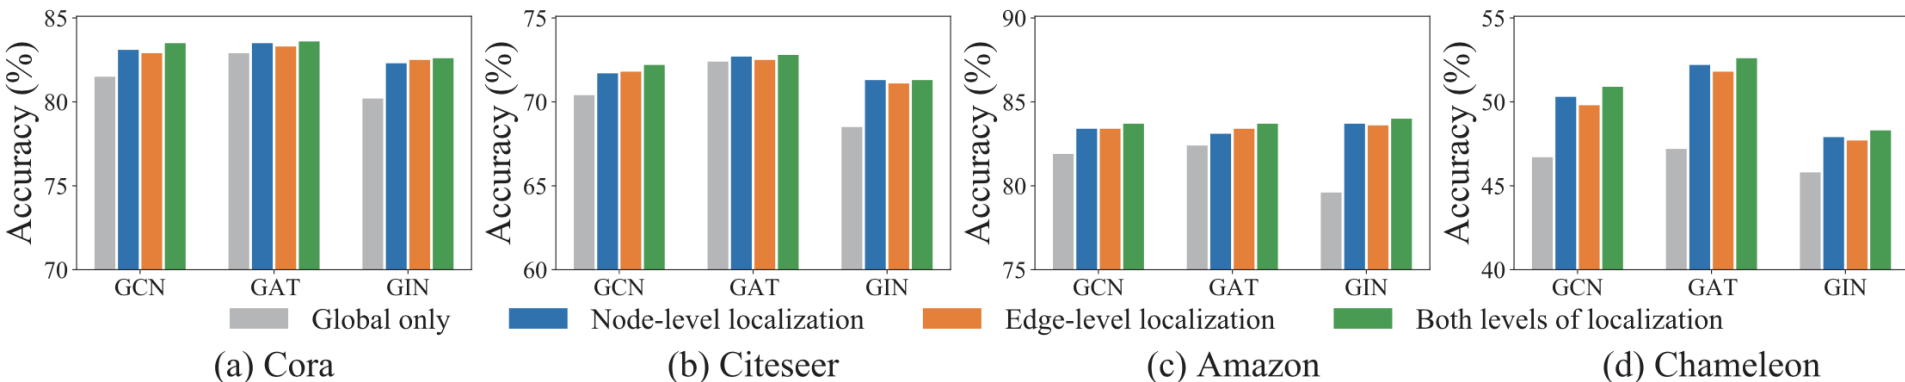 Accuracy (%)
85
80
75
70
GCN GAT GIN
Accuracy (%)
75
70
65
60
GCN GAT GIN
Accuracy (%)
90
85
80
75
GCN GAT GIN
Accuracy (%)
55
50
45
40
GCN GAT GIN
Global only Node-level localization Edge-level localization Both levels of localization
(a) Cora (b) Citeseer (c) Amazon (d) Chameleon